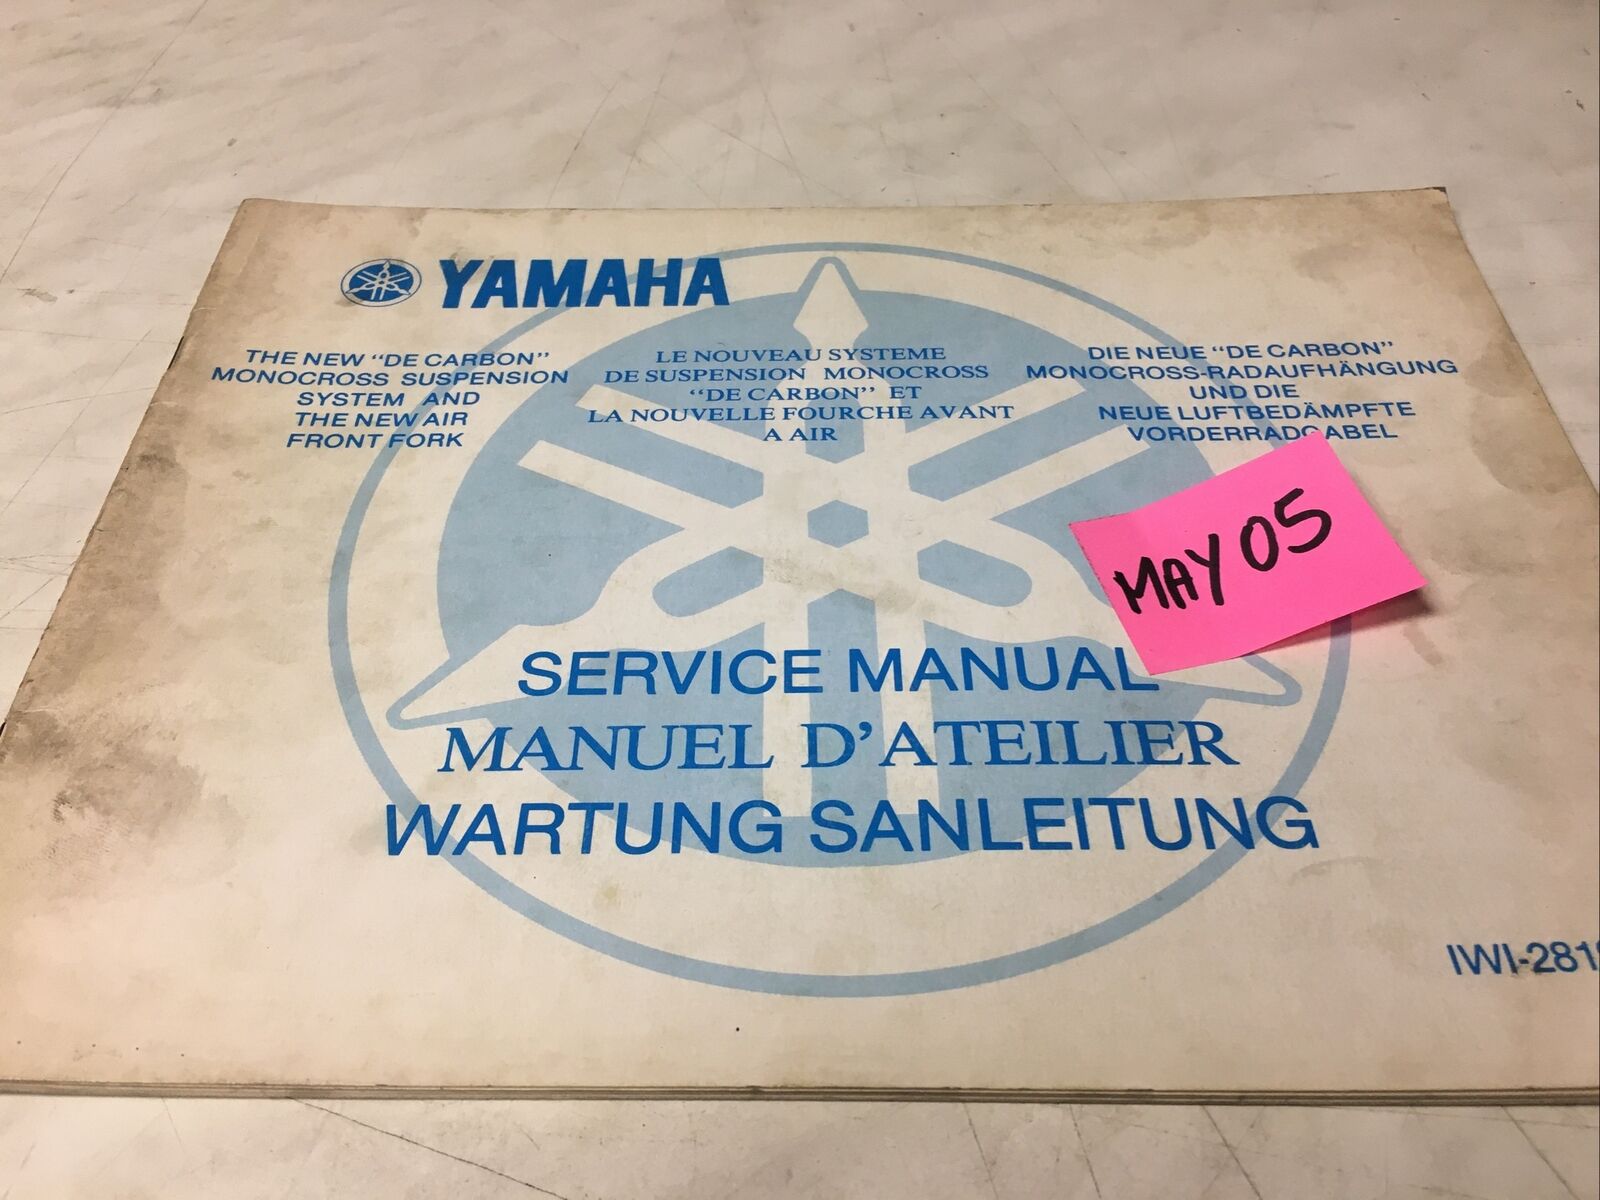 YAMAHA
THE NEW "DE CARBON"
MONOCROSS SUSPENSION
SYSTEM AND
THE NEW AIR
FRONT FORK
LE NOUVEAU SYSTEME
DE SUSPENSION MONOCROSS
"DE CARBON" ET
LA NOUVELLE FOURCHE AVANT
A AIR
DIE NEUE "DE CARBON"
MONOCROSS-RADAUFHÄNGUNG
UND DIE
NEUE LUFTBEDÄMPFTE
VORDERRADGABEL
MAY 05
SERVICE MANUAL
MANUEL D'ATEILIER
WARTUNG SANLEITUNG